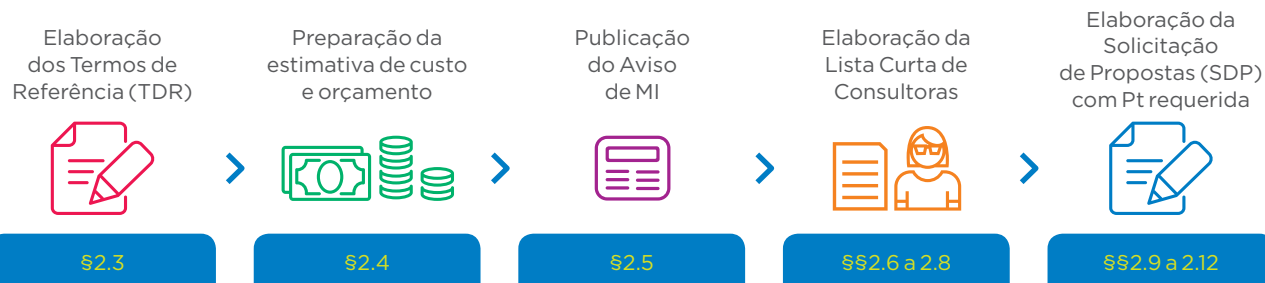 Elaboração
dos Termos de
Referência (TDR)
§2.3
Preparação da
estimativa de custo
e orçamento
§2.4
Publicação
do Aviso
de MI
§2.5
Elaboração da
Lista Curta de
Consultoras
§§2.6 a 2.8
Elaboração da
Solicitação
de Propostas (SDP)
com Pt requerida
§§2.9 a 2.12